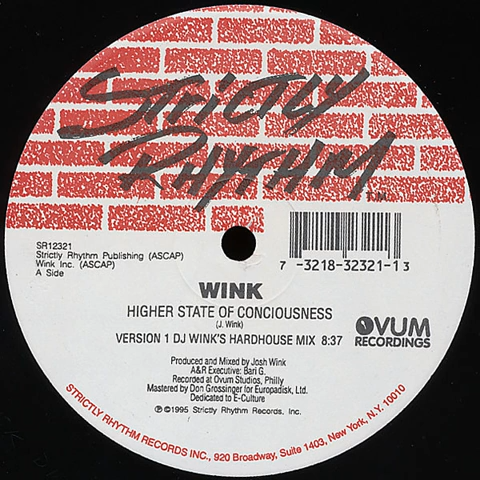 STRICTLY
RHYTHM
T.M.
SR12321
Strictly Rhythm Publishing (ASCAP)
Wink Inc. (ASCAP)
A Side
7 -3218-32321-1 3
WINK
HIGHER STATE OF CONCIOUSNESS
(J. Wink)
VERSION 1 DJ WINK'S HARDHOUSE MIX 8:37
OVUM
RECORDINGS
Produced and Mixed by Josh Wink
A&R Executive: Bari G.
Recorded at Ovum Studios, Philly
Mastered by Don Grossinger for Europadisk, Ltd.
Dedicated to E-Culture
℗©1995 Strictly Rhythm Records, Inc.
STRICTLY RHYTHM RECORDS INC., 920 Broadway, Suite 1403, New York, N.Y. 10010